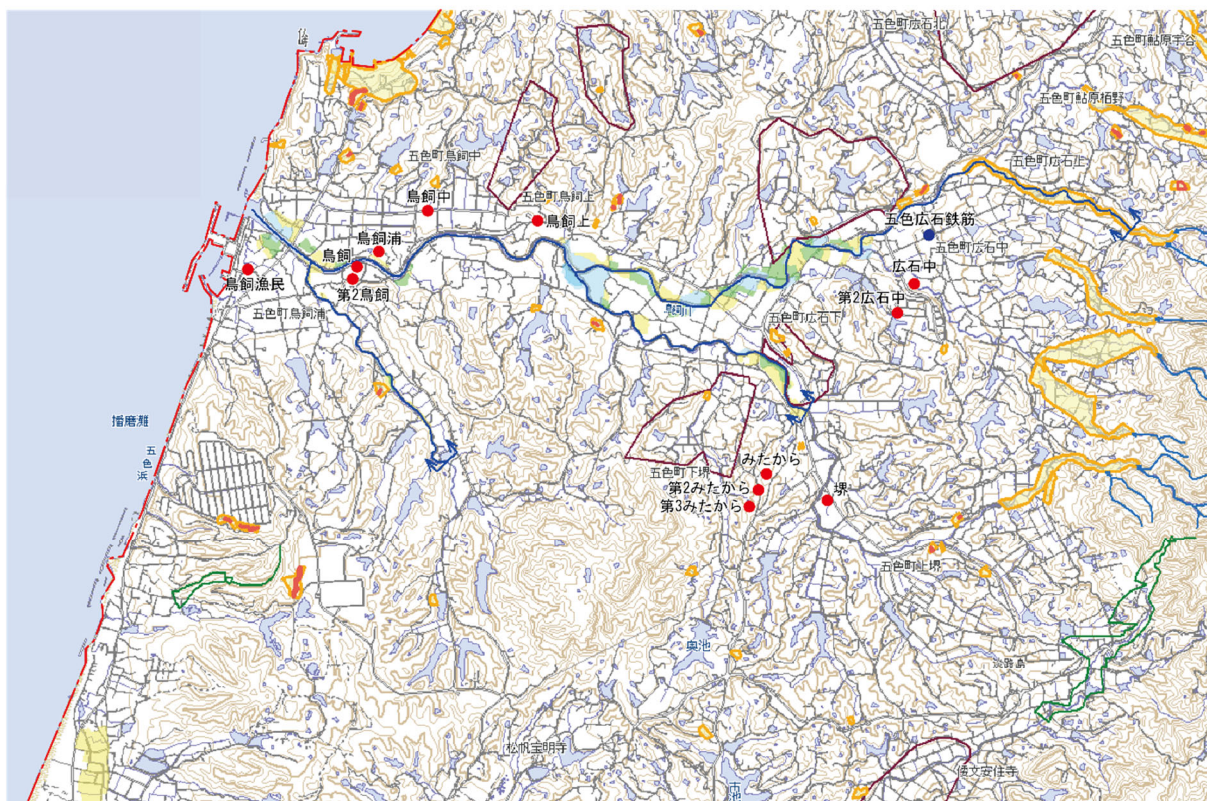 五色町広石北
五色町鮎原宇谷
五色町鮎原栢野
五色町鳥飼中
五色町鳥飼上
五色町広石上
鳥飼中
鳥飼上
五色広石鉄筋
鳥飼浦
五色町広石中
鳥飼
鳥飼漁民
第2鳥飼
広石中
五色町鳥飼浦
鳥飼川
五色町広石下
第2広石中
播磨灘
五色浜
五色町下堺
みたから
第2みたから
堺
第3みたから
五色町上堺
奥池
淡路島
松帆宝明寺
倭文安住寺